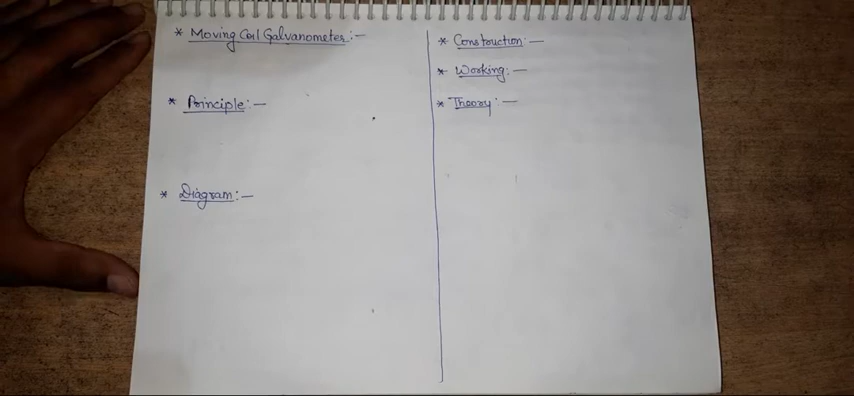 * Moving Coil Galvanometer:-
* Principle:-
* Diagram:-
* Construction:-
* Working:-
* Theory:-